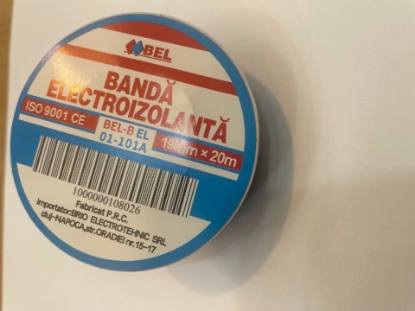 BEL
BANDĂ
ELECTROIZOLANTĂ
ISO 9001 CE
BEL-B EL
01-101A
19mm × 20m
1000000108026
Fabricat P.R.C.
Importator:BRIO ELECTROTEHNIC SRL
cluj-NAPOCA,str.ORADIEI nr.15-17